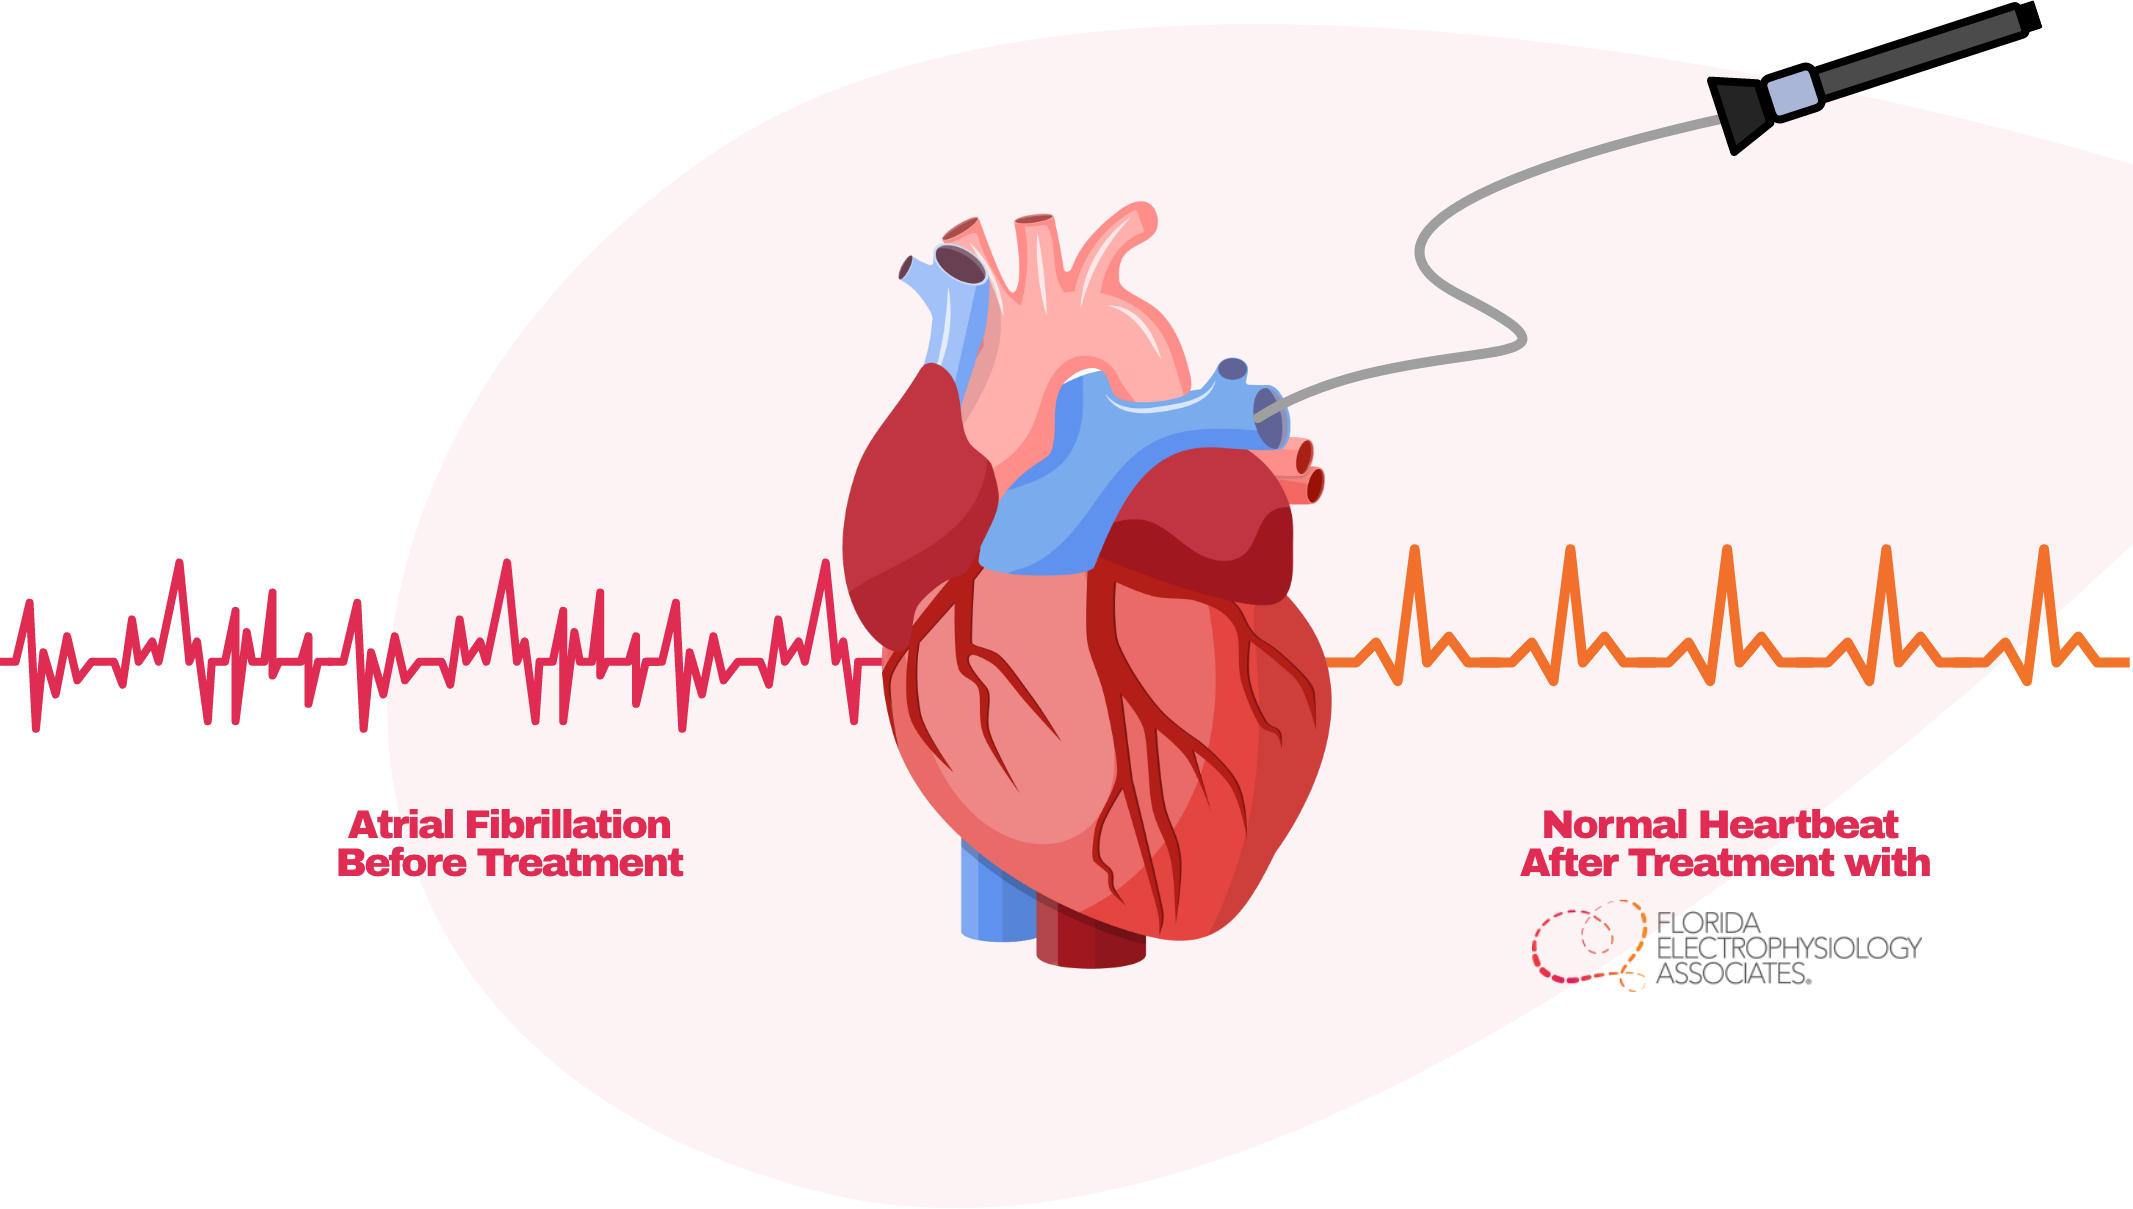 Atrial Fibrillation
Before Treatment
Normal Heartbeat
After Treatment with
FLORIDA
ELECTROPHYSIOLOGY
ASSOCIATES®